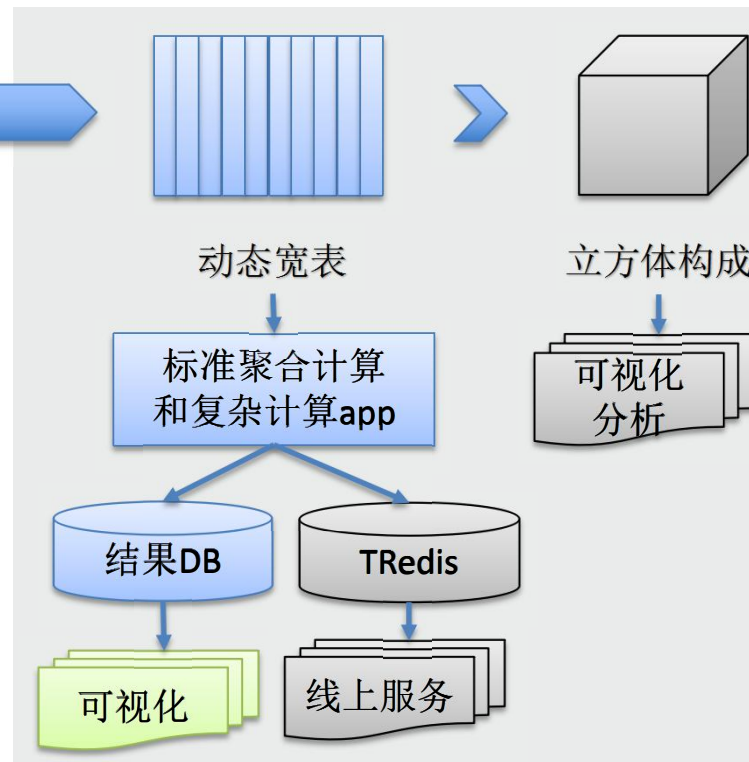 动态宽表
立方体构成
标准聚合计算
和复杂计算app
可视化
分析
结果DB
TRedis
可视化
线上服务